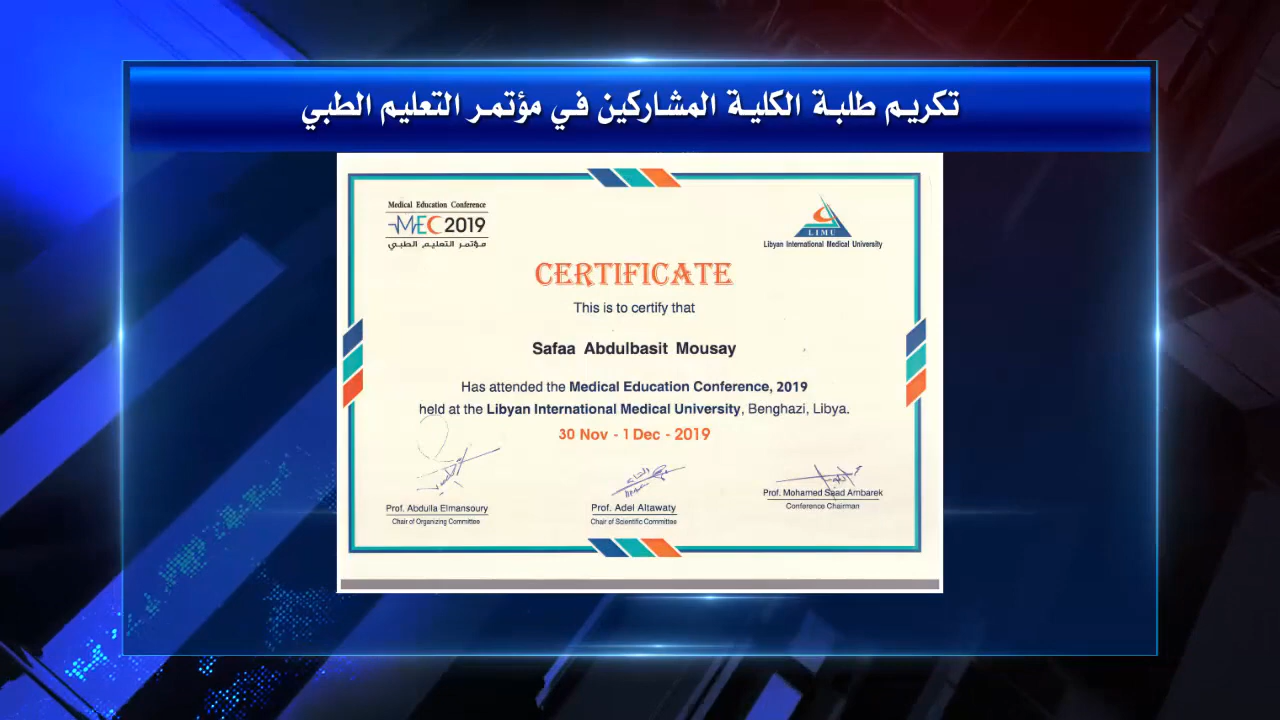 تكريم طلبة الكلية المشاركين في مؤتمر التعليم الطبي
Medical Education Conference
MEC 2019
مؤتمر التعليم الطبي
LIMU
Libyan International Medical University
CERTIFICATE
This is to certify that
Safaa Abdulbasit Mousay
Has attended the Medical Education Conference, 2019
held at the Libyan International Medical University, Benghazi, Libya.
30 Nov - 1 Dec - 2019
Prof. Abdulla Elmansoury
Chair of Organizing Committee
Prof. Adel Altawaty
Chair of Scientific Committee
Prof. Mohamed Saad Ambarek
Conference Chairman